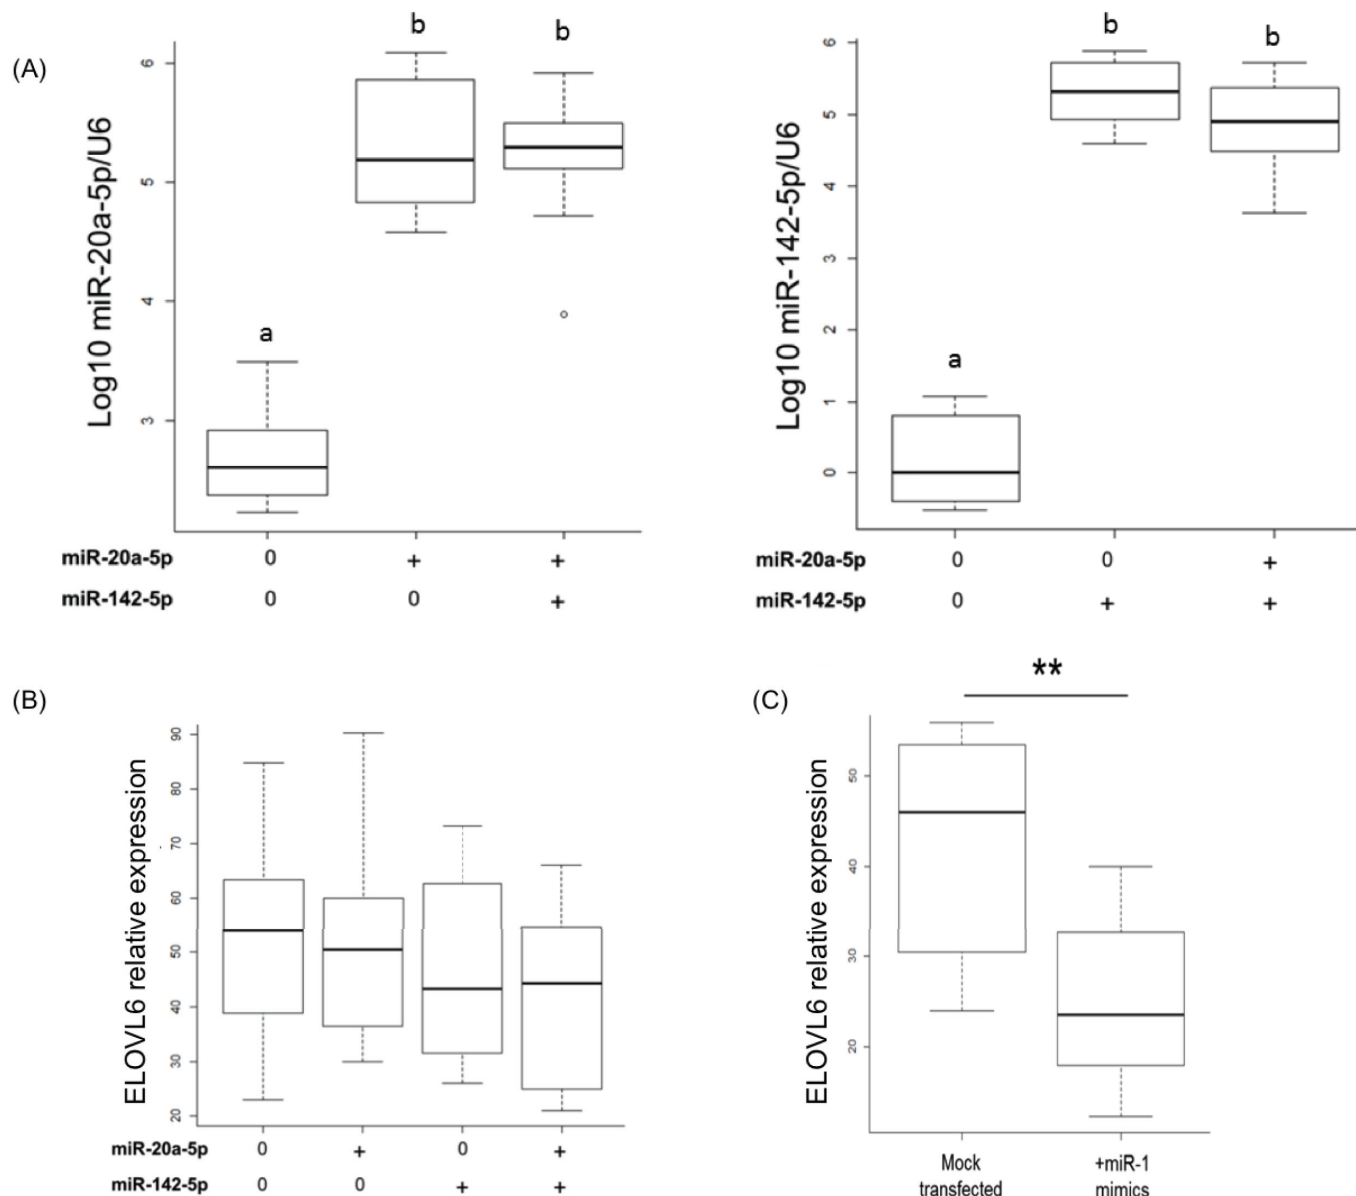 (A)
b
b
a
Log10 miR-20a-5p/U6
6
5
4
3
miR-20a-5p 0 + +
miR-142-5p 0 0 +
b
b
a
Log10 miR-142-5p/U6
6
5
4
3
2
1
0
miR-20a-5p 0 0 +
miR-142-5p 0 + +
(B)
ELOVL6 relative expression
90
80
70
60
50
40
30
20
miR-20a-5p 0 + 0 +
miR-142-5p 0 0 + +
(C)
**
ELOVL6 relative expression
50
40
30
20
Mock
transfected
+miR-1
mimics